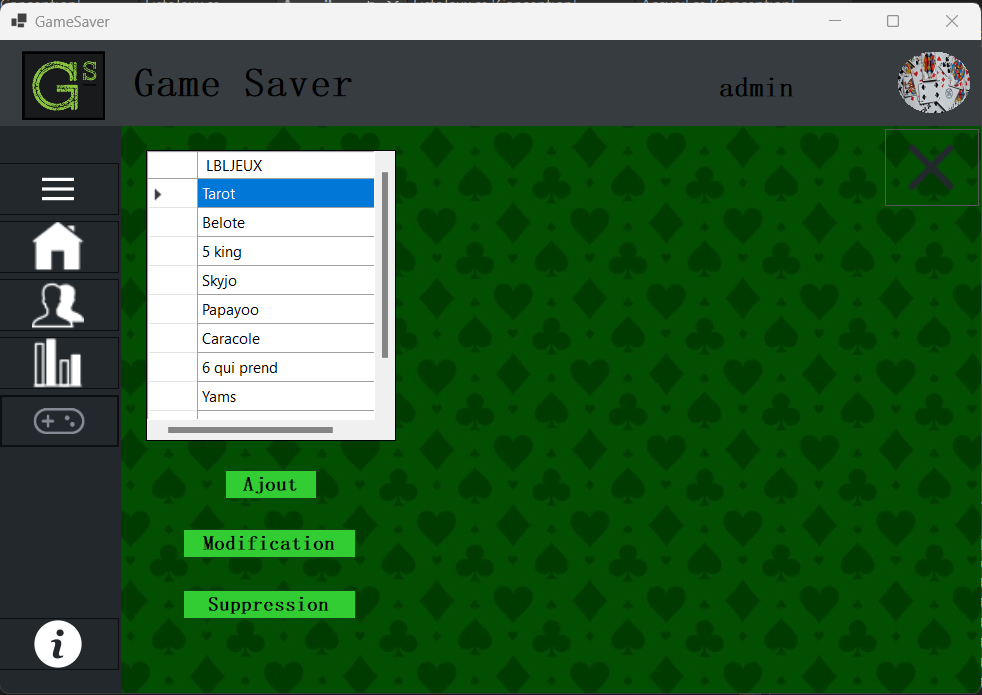 GameSaver
Gs
Game Saver
admin
LBLJEUX
Tarot
Belote
5 king
Skyjo
Papayoo
Caracole
6 qui prend
Yams
Ajout
Modification
Suppression
i